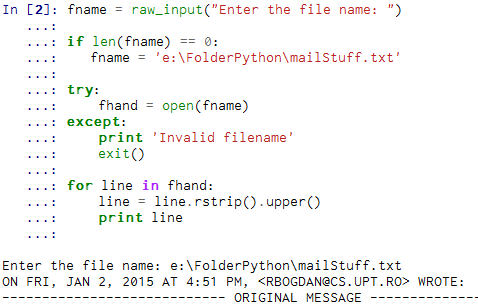 In [2]: fname = raw_input("Enter the file name: ")
   ...:
   ...: if len(fname) == 0:
   ...:    fname = 'e:\FolderPython\mailStuff.txt'
   ...:
   ...: try:
   ...:     fhand = open(fname)
   ...: except:
   ...:     print 'Invalid filename'
   ...:     exit()
   ...:
   ...: for line in fhand:
   ...:     line = line.rstrip().upper()
   ...:     print line
   ...:
Enter the file name: e:\FolderPython\mailStuff.txt
ON FRI, JAN 2, 2015 AT 4:51 PM, <RBOGDAN@CS.UPT.RO> WROTE:
---------------------------- ORIGINAL MESSAGE --------------